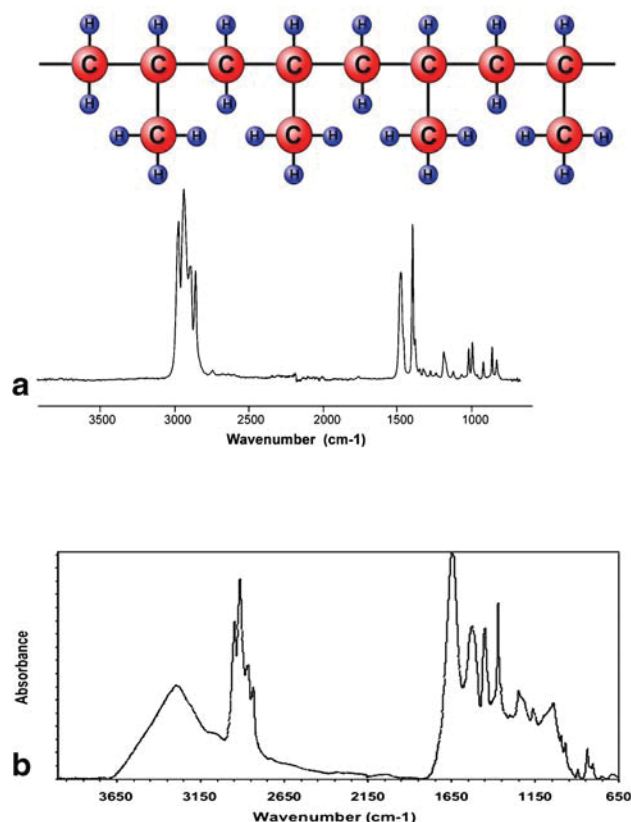 H H H H H H H H
C C C C C C C C
H H H H
H C H H C H H C H H C H
H H H H
a
3500 3000 2500 2000 1500 1000
Wavenumber (cm-1)
Absorbance
b
3650 3150 2650 2150 1650 1150 650
Wavenumber (cm-1)